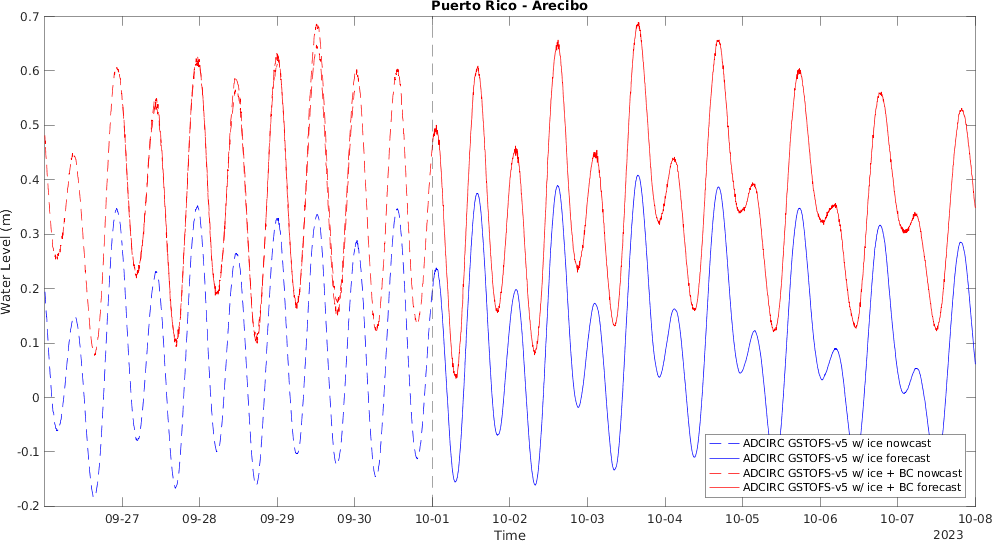 Puerto Rico - Arecibo
0.7
0.6
0.5
0.4
0.3
0.2
0.1
0
-0.1
-0.2
Water Level (m)
ADCIRC GSTOFS-v5 w/ ice nowcast
ADCIRC GSTOFS-v5 w/ ice forecast
ADCIRC GSTOFS-v5 w/ ice + BC nowcast
ADCIRC GSTOFS-v5 w/ ice + BC forecast
09-27 09-28 09-29 09-30 10-01 10-02 10-03 10-04 10-05 10-06 10-07 10-08
Time
2023